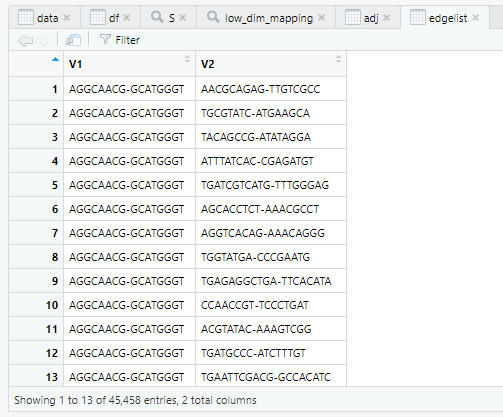 data df S low_dim_mapping adj edgelist
Filter
V1 V2
1 AGGCAACG-GCATGGGT AACGCAGAG-TTGTCGCC
2 AGGCAACG-GCATGGGT TGCGTATC-ATGAAGCA
3 AGGCAACG-GCATGGGT TACAGCCG-ATATAGGA
4 AGGCAACG-GCATGGGT ATTTATCAC-CGAGATGT
5 AGGCAACG-GCATGGGT TGATCGTCATG-TTTGGGAG
6 AGGCAACG-GCATGGGT AGCACCTCT-AAACGCCT
7 AGGCAACG-GCATGGGT AGGTCACAG-AAACAGGG
8 AGGCAACG-GCATGGGT TGGTATGA-CCCGAATG
9 AGGCAACG-GCATGGGT TGAGAGGCTGA-TTCACATA
10 AGGCAACG-GCATGGGT CCAACCGT-TCCCTGAT
11 AGGCAACG-GCATGGGT ACGTATAC-AAAGTCGG
12 AGGCAACG-GCATGGGT TGATGCCC-ATCTTTGT
13 AGGCAACG-GCATGGGT TGAATTCGACG-GCCACATC
Showing 1 to 13 of 45,458 entries, 2 total columns